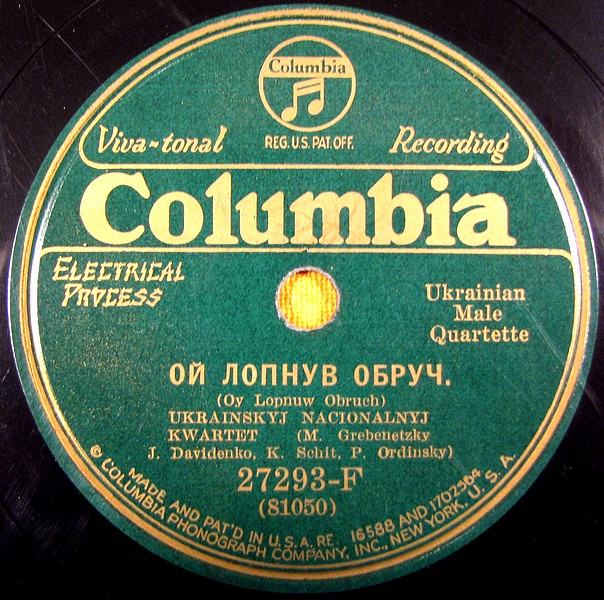 Columbia
Viva-tonal REG. U.S. PAT. OFF. Recording
Columbia
ELECTRICAL
PROCESS
Ukrainian
Male
Quartette
ОЙ ЛОПНУВ ОБРУЧ.
(Oy Lopnuw Obruch)
UKRAINSKYJ NACIONALNYJ
KWARTET (M. Grebenetzky
J. Davidenko, K. Schit, P. Ordinsky)
27293-F
(81050)
MADE AND PAT'D IN U.S.A. RE. 16588 AND 1702564
© COLUMBIA PHONOGRAPH COMPANY, INC., NEW YORK, U. S. A.